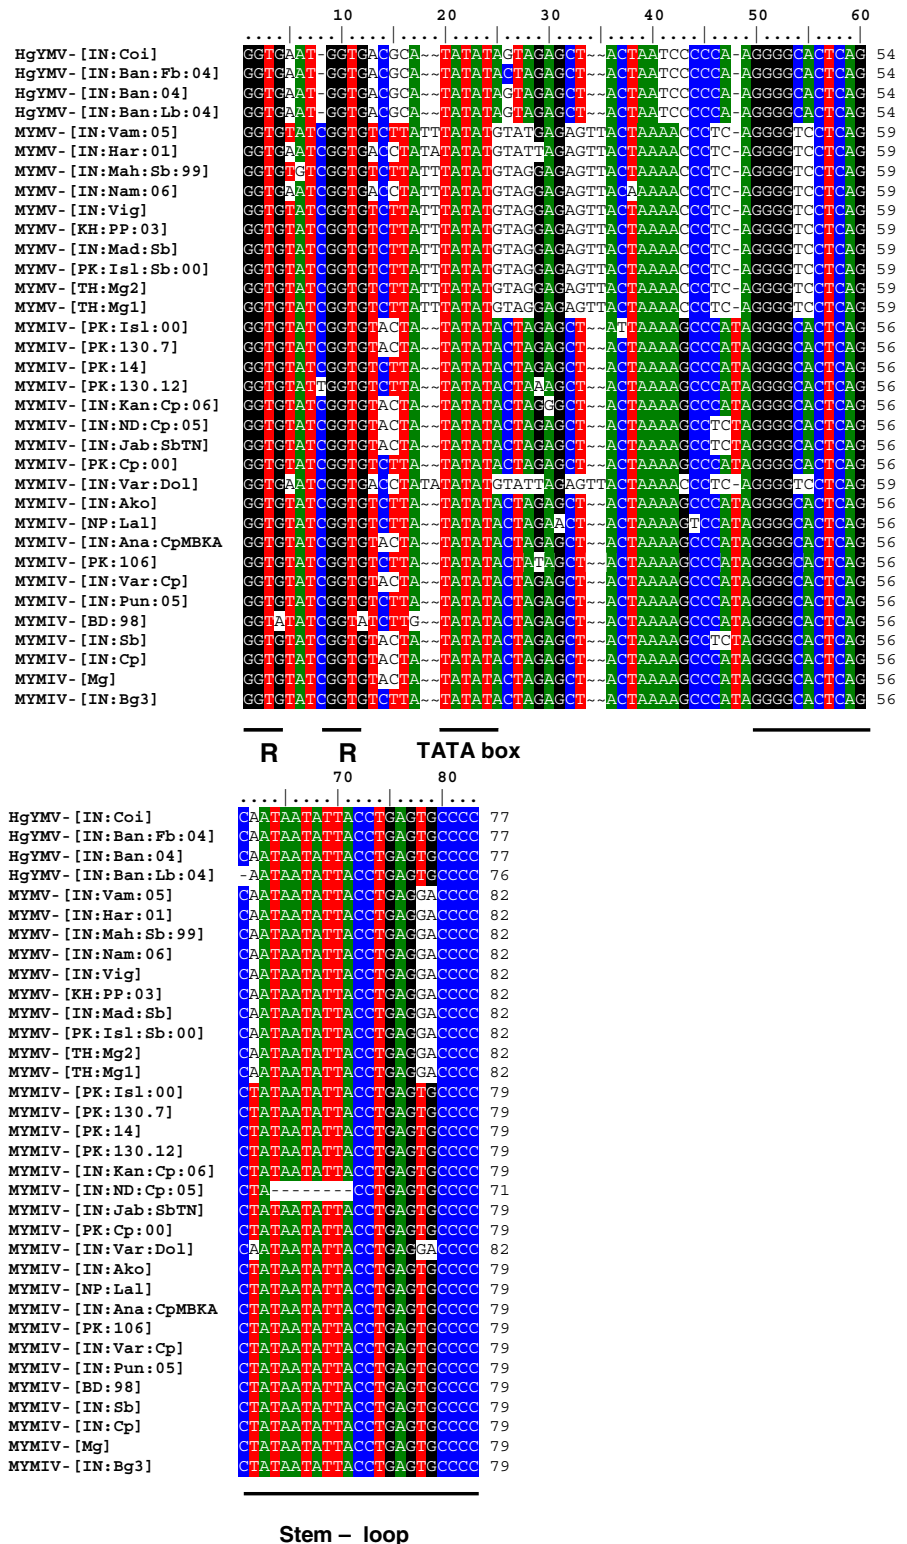 10 20 30 40 50 60
....|....|....|....|....|....|....|....|....|....|....|....|
HgYMV-[IN:Coi] GGTGAAT-GGTGACGCA~~TATATAGTAGAGCT~~ACTAATCCCCCA-AGGGGCACTCAG 54
HgYMV-[IN:Ban:Fb:04] GGTGAAT-GGTGACGCA~~TATATACTAGAGCT~~ACTAATCCCCCA-AGGGGCACTCAG 54
HgYMV-[IN:Ban:04] GGTGAAT-GGTGACGCA~~TATATAGTAGAGCT~~ACTAATCCCCCA-AGGGGCACTCAG 54
HgYMV-[IN:Ban:Lb:04] GGTGAAT-GGTGACGCA~~TATATAGTAGAGCT~~ACTAATCCCCCA-AGGGGCACTCAG 54
MYMV-[IN:Vam:05] GGTGTATCGGTGTCTTATTTATATGTATGAGAGTTACTAAAACCCTC-AGGGGTCCTCAG 59
MYMV-[IN:Har:01] GGTGAATCGGTGACCTATATATATGTATTAGAGTTACTAAAACCCTC-AGGGGTCCTCAG 59
MYMV-[IN:Mah:Sb:99] GGTGTGTCGGTGTCTTATTTATATGTAGGAGAGTTACTAAAACCCTC-AGGGGTCCTCAG 59
MYMV-[IN:Nam:06] GGTGAATCGGTGACCTATTTATATGTAGGAGAGTTACAAAAACCCTC-AGGGGTCCTCAG 59
MYMV-[IN:Vig] GGTGTATCGGTGTCTTATTTATATGTAGGAGAGTTACTAAAACCCTC-AGGGGTCCTCAG 59
MYMV-[KH:PP:03] GGTGTATCGGTGTCTTATTTATATGTAGGAGAGTTACTAAAACCCTC-AGGGGTCCTCAG 59
MYMV-[IN:Mad:Sb] GGTGTATCGGTGTCTTATTTATATGTAGGAGAGTTACTAAAACCCTC-AGGGGTCCTCAG 59
MYMV-[PK:Isl:Sb:00] GGTGTATCGGTGTCTTATTTATATGTAGGAGAGTTACTAAAACCCTC-AGGGGTCCTCAG 59
MYMV-[TH:Mg2] GGTGTATCGGTGTCTTATTTATATGTAGGAGAGTTACTAAAACCCTC-AGGGGTCCTCAG 59
MYMV-[TH:Mg1] GGTGTATCGGTGTCTTATTTATATGTAGGAGAGTTACTAAAACCCTC-AGGGGTCCTCAG 59
MYMIV-[PK:Isl:00] GGTGTATCGGTGTACTA~~TATATACTAGAGCT~~ATTAAAAGCCCATAGGGGCACTCAG 56
MYMIV-[PK:130.7] GGTGTATCGGTGTACTA~~TATATACTAGAGCT~~ACTAAAAGCCCATAGGGGCACTCAG 56
MYMIV-[PK:14] GGTGTATCGGTGTCTTA~~TATATACTAGAGCT~~ACTAAAAGCCCATAGGGGCACTCAG 56
MYMIV-[PK:130.12] GGTGTATTGGTGTCTTA~~TATATACTAAAGCT~~ACTAAAAGCCCATAGGGGCACTCAG 56
MYMIV-[IN:Kan:Cp:06] GGTGTATCGGTGTACTA~~TATATACTAGGGCT~~ACTAAAAGCCCATAGGGGCACTCAG 56
MYMIV-[IN:ND:Cp:05] GGTGTATCGGTGTACTA~~TATATACTAGAGCT~~ACTAAAAGCCTCTAGGGGCACTCAG 56
MYMIV-[IN:Jab:SbTN] GGTGTATCGGTGTACTA~~TATATACTAGAGCT~~ACTAAAAGCCTCTAGGGGCACTCAG 56
MYMIV-[PK:Cp:00] GGTGTATCGGTGTCTTA~~TATATACTAGAGCT~~ACTAAAAGCCCATAGGGGCACTCAG 56
MYMIV-[IN:Var:Dol] GGTGAATCGGTGACCTATATATATGTATTAGAGTTACTAAAACCCTC-AGGGGTCCTCAG 59
MYMIV-[IN:Ako] GGTGTATCGGTGTCTTA~~TATATACTAGAGCT~~ACTAAAAGCCCATAGGGGCACTCAG 56
MYMIV-[NP:Lal] GGTGTATCGGTGTCTTA~~TATATACTAGAACT~~ACTAAAAGTCCATAGGGGCACTCAG 56
MYMIV-[IN:Ana:CpMBKA GGTGTATCGGTGTACTA~~TATATACTAGAGCT~~ACTAAAAGCCCATAGGGGCACTCAG 56
MYMIV-[PK:106] GGTGTATCGGTGTCTTA~~TATATACTATAGCT~~ACTAAAAGCCCATAGGGGCACTCAG 56
MYMIV-[IN:Var:Cp] GGTGTATCGGTGTACTA~~TATATACTAGAGCT~~ACTAAAAGCCCATAGGGGCACTCAG 56
MYMIV-[IN:Pun:05] GGTGTATCGGTGTCTTA~~TATATACTAGAGCT~~ACTAAAAGCCCATAGGGGCACTCAG 56
MYMIV-[BD:98] GGTATATCGGTATCTTG~~TATATACTAGAGCT~~ACTAAAAGCCCATAGGGGCACTCAG 56
MYMIV-[IN:Sb] GGTGTATCGGTGTACTA~~TATATACTAGAGCT~~ACTAAAAGCCTCTAGGGGCACTCAG 56
MYMIV-[IN:Cp] GGTGTATCGGTGTACTA~~TATATACTAGAGCT~~ACTAAAAGCCCATAGGGGCACTCAG 56
MYMIV-[Mg] GGTGTATCGGTGTACTA~~TATATACTAGAGCT~~ACTAAAAGCCCATAGGGGCACTCAG 56
MYMIV-[IN:Bg3] GGTGTATCGGTGTCTTA~~TATATACTAGAGCT~~ACTAAAAGCCCATAGGGGCACTCAG 56
R R TATA box
70 80
....|....|....|....|...
HgYMV-[IN:Coi] CAATAATATTACCTGAGTGCCCC 77
HgYMV-[IN:Ban:Fb:04] CAATAATATTACCTGAGTGCCCC 77
HgYMV-[IN:Ban:04] CAATAATATTACCTGAGTGCCCC 77
HgYMV-[IN:Ban:Lb:04] -AATAATATTACCTGAGTGCCCC 76
MYMV-[IN:Vam:05] CAATAATATTACCTGAGGACCCC 82
MYMV-[IN:Har:01] CAATAATATTACCTGAGGACCCC 82
MYMV-[IN:Mah:Sb:99] CAATAATATTACCTGAGGACCCC 82
MYMV-[IN:Nam:06] CAATAATATTACCTGAGGACCCC 82
MYMV-[IN:Vig] CAATAATATTACCTGAGGACCCC 82
MYMV-[KH:PP:03] CAATAATATTACCTGAGGACCCC 82
MYMV-[IN:Mad:Sb] CAATAATATTACCTGAGGACCCC 82
MYMV-[PK:Isl:Sb:00] CAATAATATTACCTGAGGACCCC 82
MYMV-[TH:Mg2] CAATAATATTACCTGAGGACCCC 82
MYMV-[TH:Mg1] CAATAATATTACCTGAGGACCCC 82
MYMIV-[PK:Isl:00] CTATAATATTACCTGAGTGCCCC 79
MYMIV-[PK:130.7] CTATAATATTACCTGAGTGCCCC 79
MYMIV-[PK:14] CTATAATATTACCTGAGTGCCCC 79
MYMIV-[PK:130.12] CTATAATATTACCTGAGTGCCCC 79
MYMIV-[IN:Kan:Cp:06] CTATAATATTACCTGAGTGCCCC 79
MYMIV-[IN:ND:Cp:05] CTA--------CCTGAGTGCCCC 71
MYMIV-[IN:Jab:SbTN] CTATAATATTACCTGAGTGCCCC 79
MYMIV-[PK:Cp:00] CTATAATATTACCTGAGTGCCCC 79
MYMIV-[IN:Var:Dol] CAATAATATTACCTGAGGACCCC 82
MYMIV-[IN:Ako] CTATAATATTACCTGAGTGCCCC 79
MYMIV-[NP:Lal] CTATAATATTACCTGAGTGCCCC 79
MYMIV-[IN:Ana:CpMBKA CTATAATATTACCTGAGTGCCCC 79
MYMIV-[PK:106] CTATAATATTACCTGAGTGCCCC 79
MYMIV-[IN:Var:Cp] CTATAATATTACCTGAGTGCCCC 79
MYMIV-[IN:Pun:05] CTATAATATTACCTGAGTGCCCC 79
MYMIV-[BD:98] CTATAATATTACCTGAGTGCCCC 79
MYMIV-[IN:Sb] CTATAATATTACCTGAGTGCCCC 79
MYMIV-[IN:Cp] CTATAATATTACCTGAGTGCCCC 79
MYMIV-[Mg] CTATAATATTACCTGAGTGCCCC 79
MYMIV-[IN:Bg3] CTATAATATTACCTGAGTGCCCC 79
Stem – loop